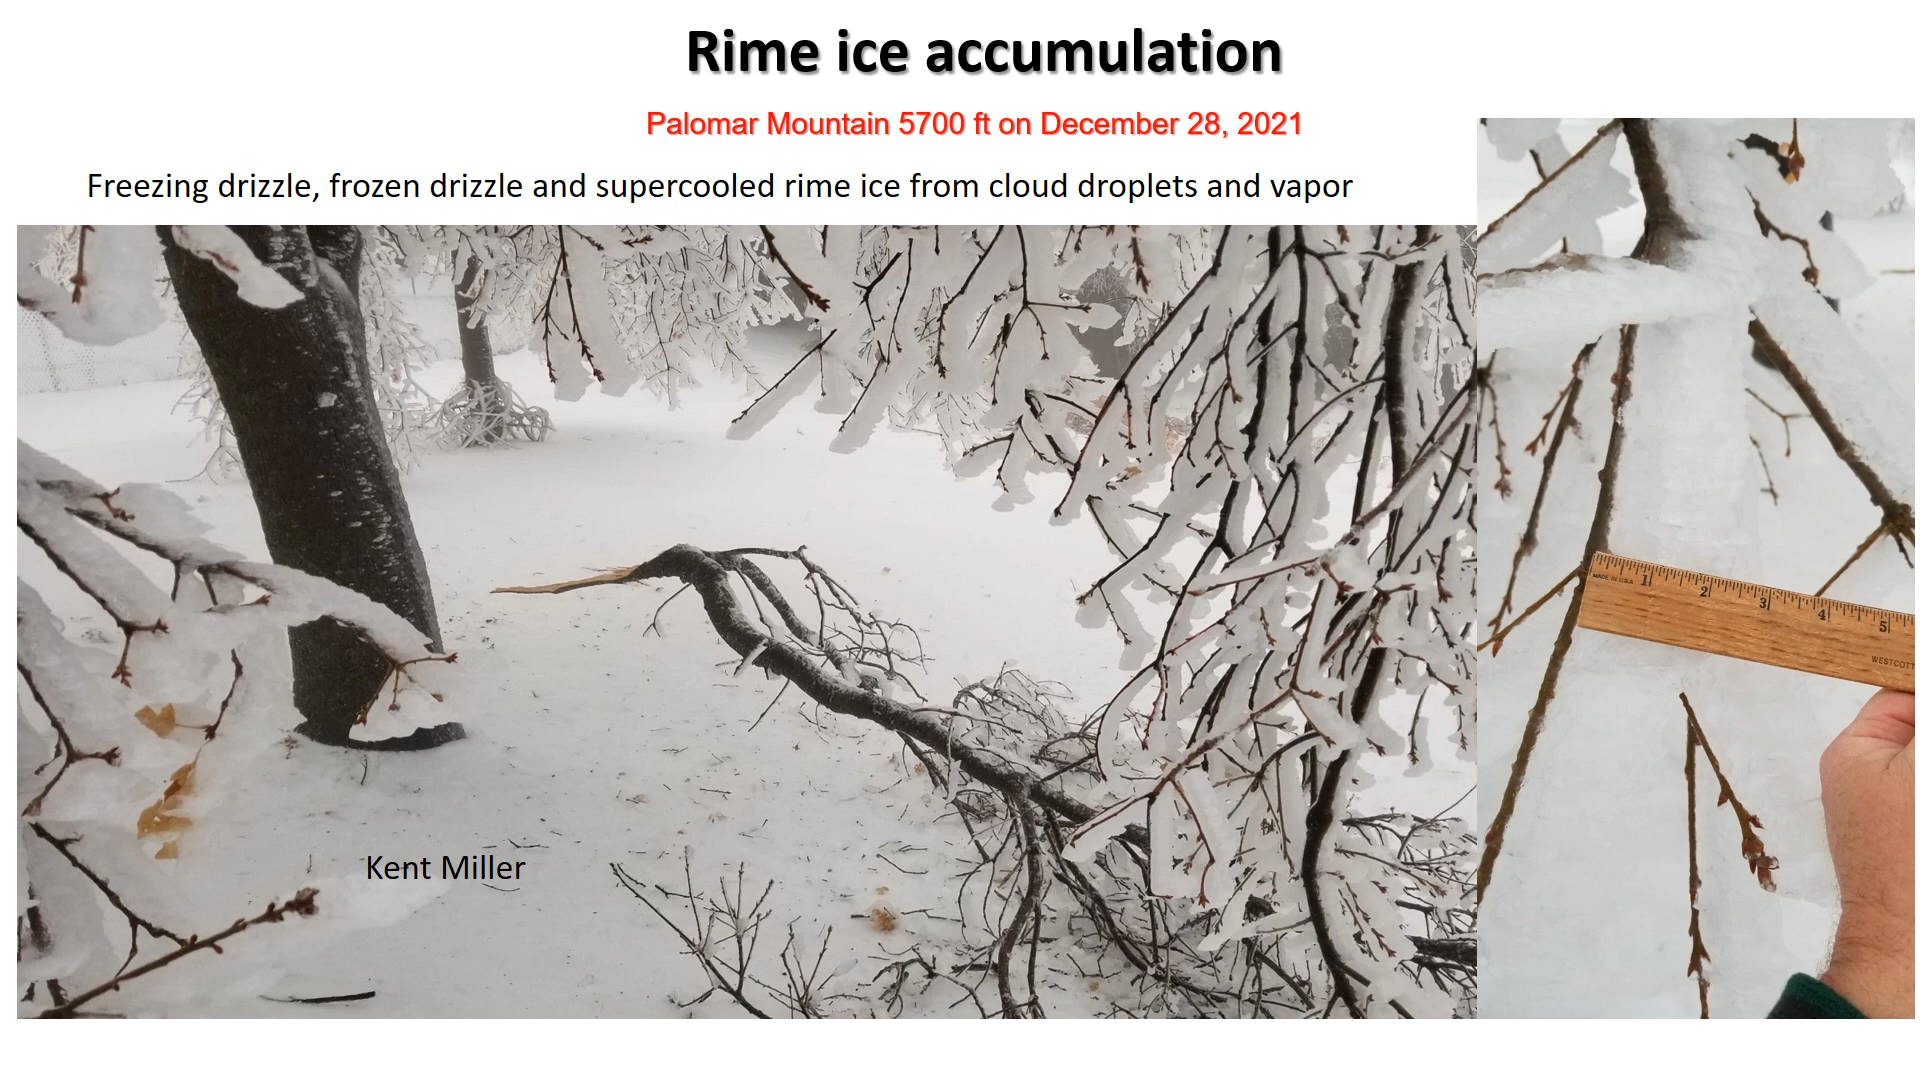 Rime ice accumulation
Palomar Mountain 5700 ft on December 28, 2021
Freezing drizzle, frozen drizzle and supercooled rime ice from cloud droplets and vapor
1 2 3 4 5
MADE IN U.S.A
WESTCOTT
Kent Miller